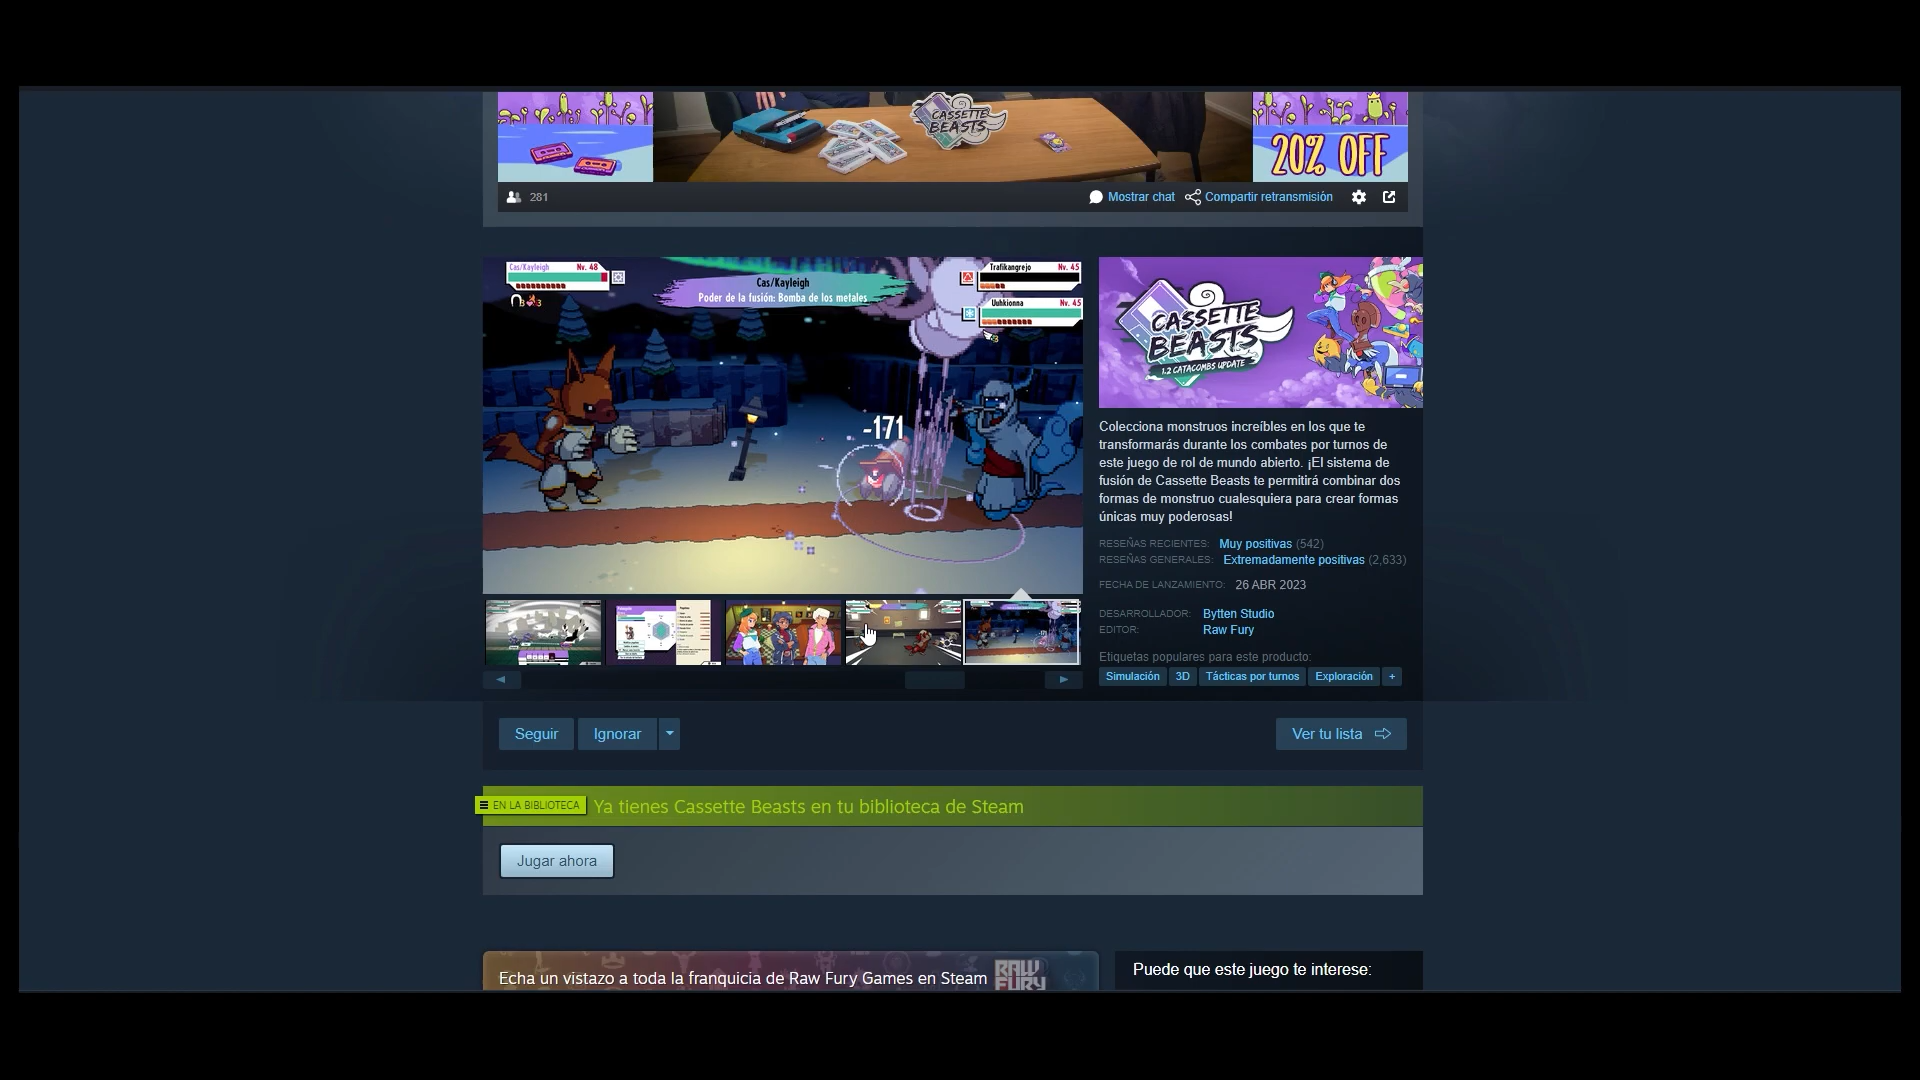 CASSETTE
BEASTS
20% OFF
281
Mostrar chat
Compartir retransmisión
Cas/Kayleigh Nv. 48
Cas/Kayleigh
Poder de la fusión: Bomba de los metales
Trafikangrejo Nv. 45
Uuhkionna Nv. 45
-171
CASSETTE
BEASTS
1.2 CATACOMBS UPDATE
Colecciona monstruos increíbles en los que te
transformarás durante los combates por turnos de
este juego de rol de mundo abierto. ¡El sistema de
fusión de Cassette Beasts te permitirá combinar dos
formas de monstruo cualesquiera para crear formas
únicas muy poderosas!
RESEÑAS RECIENTES: Muy positivas (542)
RESEÑAS GENERALES: Extremadamente positivas (2,633)
FECHA DE LANZAMIENTO: 26 ABR 2023
DESARROLLADOR: Bytten Studio
EDITOR: Raw Fury
Etiquetas populares para este producto:
Simulación 3D Tácticas por turnos Exploración +
Seguir
Ignorar
Ver tu lista
EN LA BIBLIOTECA
Ya tienes Cassette Beasts en tu biblioteca de Steam
Jugar ahora
Echa un vistazo a toda la franquicia de Raw Fury Games en Steam
RAW
FURY
Puede que este juego te interese: